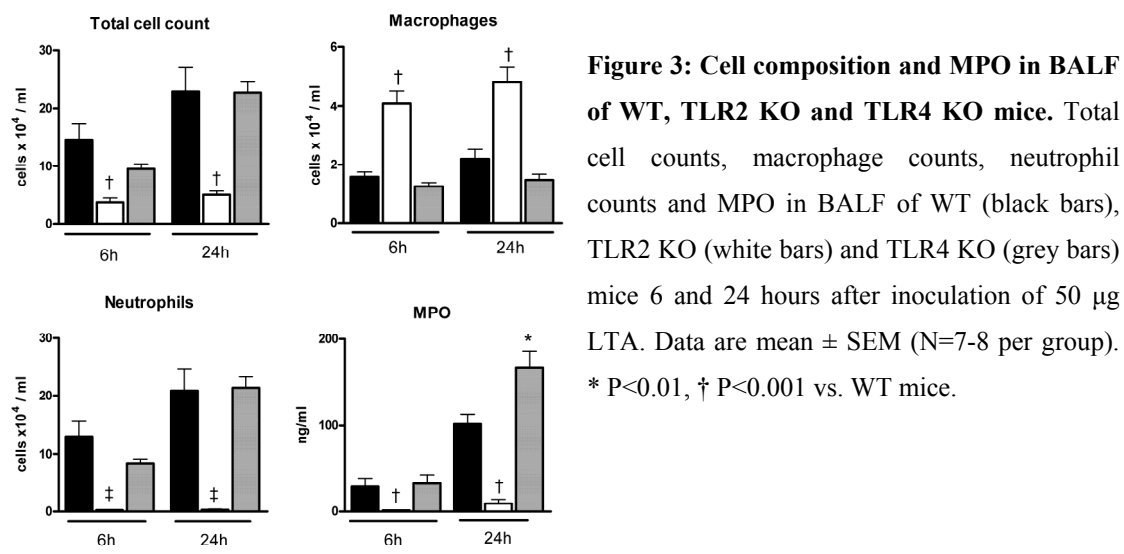 Total cell count
30
20
10
0
cells x 10⁴ / ml
†
†
6h
24h
Macrophages
6
4
2
0
cells x 10⁴ / ml
†
†
6h
24h
Neutrophils
30
20
10
0
cells x10⁴ / ml
‡
‡
6h
24h
MPO
200
100
0
ng/ml
†
†
*
6h
24h
Figure 3: Cell composition and MPO in BALF
of WT, TLR2 KO and TLR4 KO mice. Total
cell counts, macrophage counts, neutrophil
counts and MPO in BALF of WT (black bars),
TLR2 KO (white bars) and TLR4 KO (grey bars)
mice 6 and 24 hours after inoculation of 50 μg
LTA. Data are mean ± SEM (N=7-8 per group).
* P<0.01, † P<0.001 vs. WT mice.